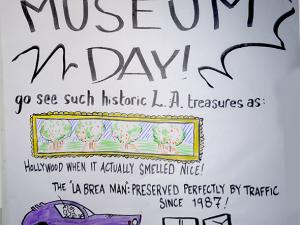 MUSEUM
DAY!
go see such historic L.A. treasures as:
HOLLYWOOD WHEN IT ACTUALLY SMELLED NICE!
THE "LA BREA MAN: PRESERVED PERFECTLY BY TRAFFIC
SINCE 1987!